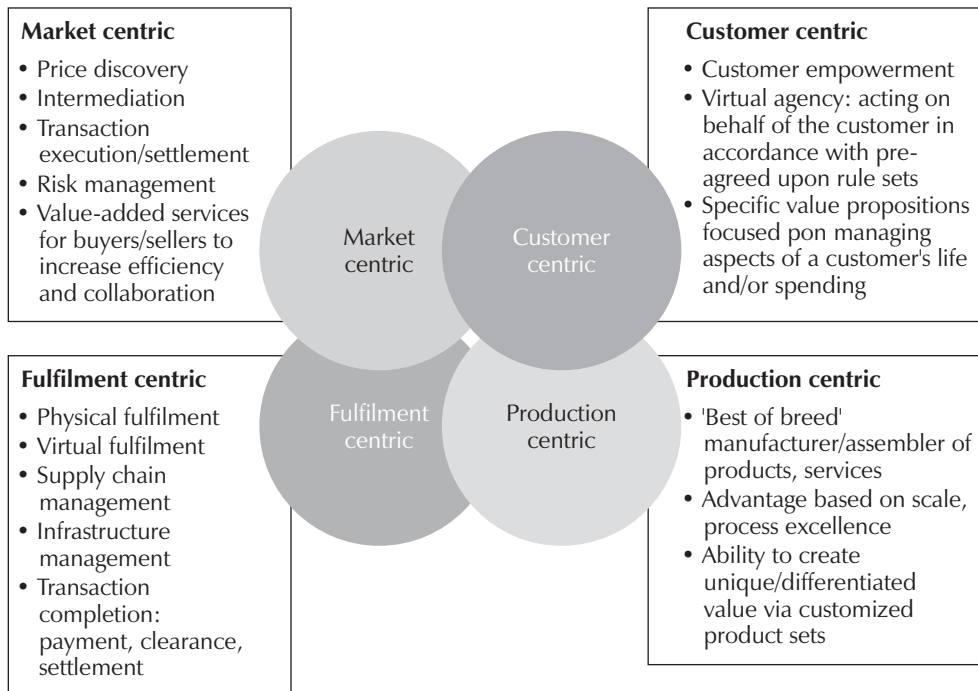 Market centric
• Price discovery
• Intermediation
• Transaction
execution/settlement
• Risk management
• Value-added services
for buyers/sellers to
increase efficiency
and collaboration
Customer centric
• Customer empowerment
• Virtual agency: acting on
behalf of the customer in
accordance with pre-
agreed upon rule sets
• Specific value propositions
focused pon managing
aspects of a customer's life
and/or spending
Market
centric
Customer
centric
Fulfilment
centric
Production
centric
Fulfilment centric
• Physical fulfilment
• Virtual fulfilment
• Supply chain
management
• Infrastructure
management
• Transaction
completion:
payment, clearance,
settlement
Production centric
• 'Best of breed'
manufacturer/assembler of
products, services
• Advantage based on scale,
process excellence
• Ability to create
unique/differentiated
value via customized
product sets